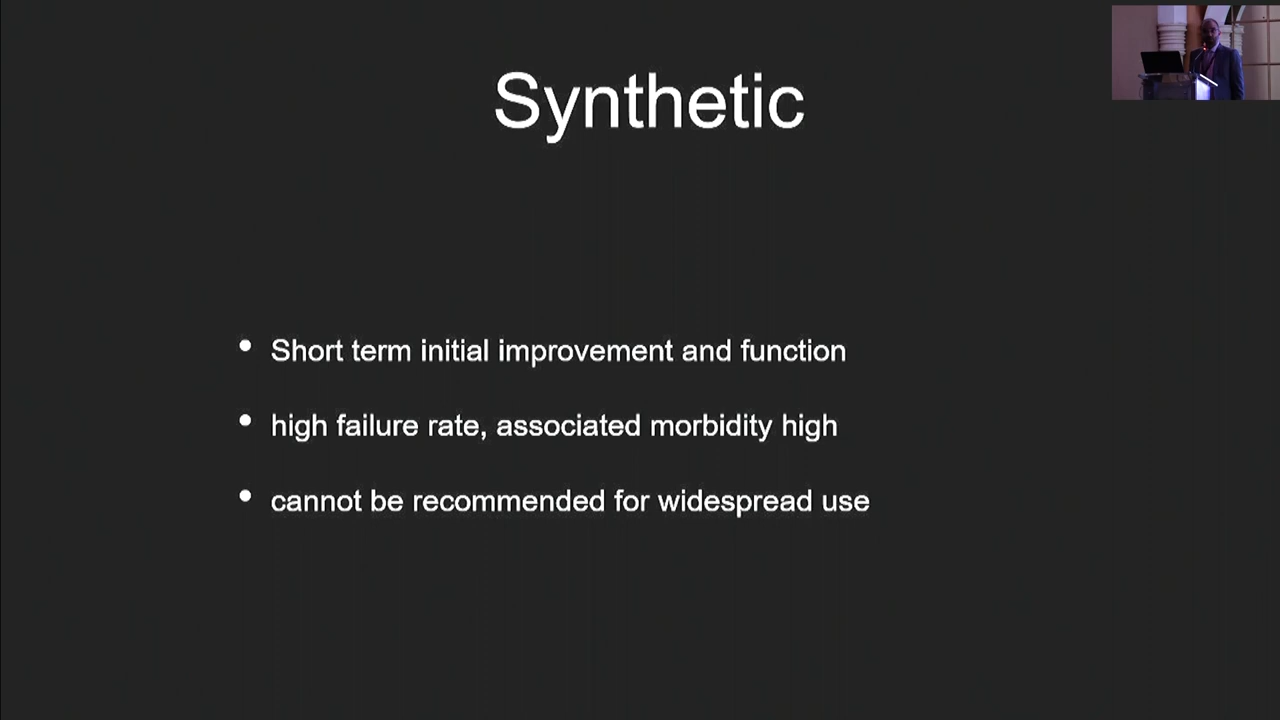 Synthetic
• Short term initial improvement and function
• high failure rate, associated morbidity high
• cannot be recommended for widespread use